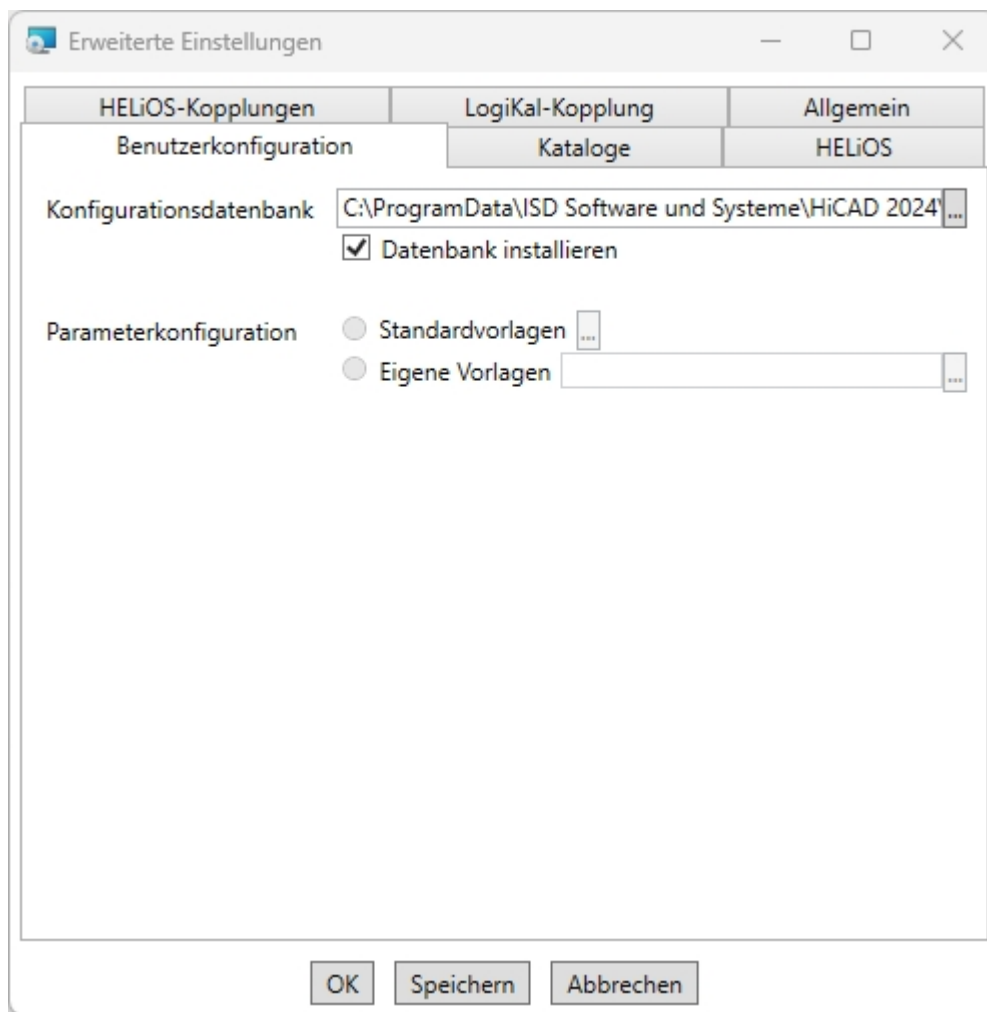 Erweiterte Einstellungen
HELiOS-Kopplungen LogiKal-Kopplung Allgemein
Benutzerkonfiguration Kataloge HELiOS
Konfigurationsdatenbank C:\ProgramData\ISD Software und Systeme\HiCAD 2024\ ...
Datenbank installieren
Parameterkonfiguration Standardvorlagen ...
Eigene Vorlagen ...
OK Speichern Abbrechen